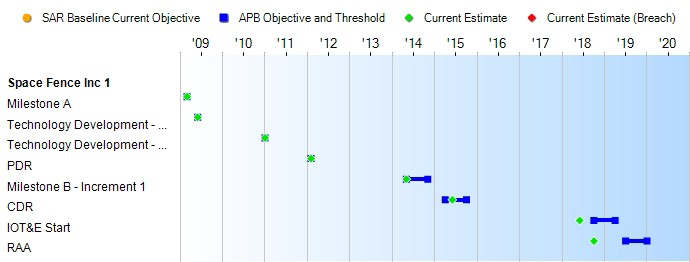 SAR Baseline Current Objective APB Objective and Threshold Current Estimate Current Estimate (Breach)
'09 '10 '11 '12 '13 '14 '15 '16 '17 '18 '19 '20
Space Fence Inc 1
Milestone A
Technology Development - ...
Technology Development - ...
PDR
Milestone B - Increment 1
CDR
IOT&E Start
RAA